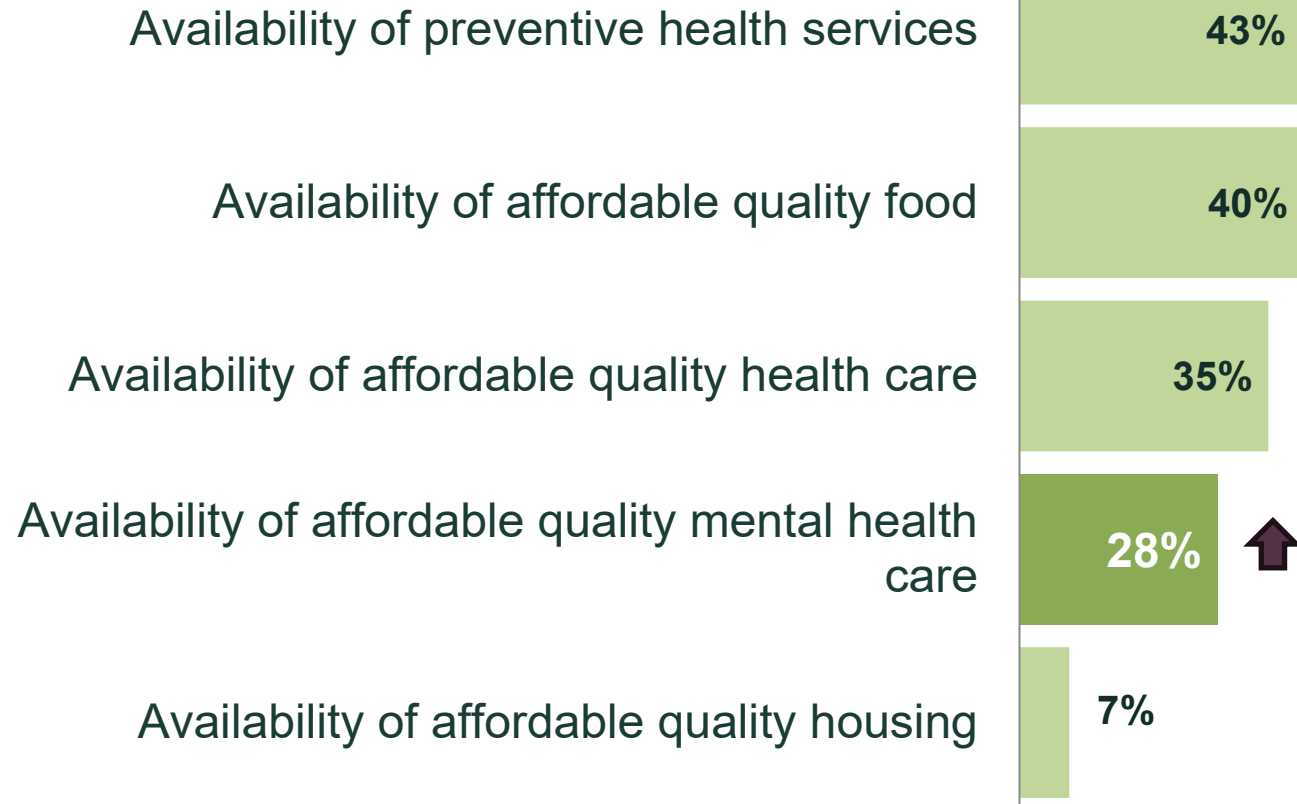 Availability of preventive health services 43%
Availability of affordable quality food 40%
Availability of affordable quality health care 35%
Availability of affordable quality mental health
care 28%
Availability of affordable quality housing 7%